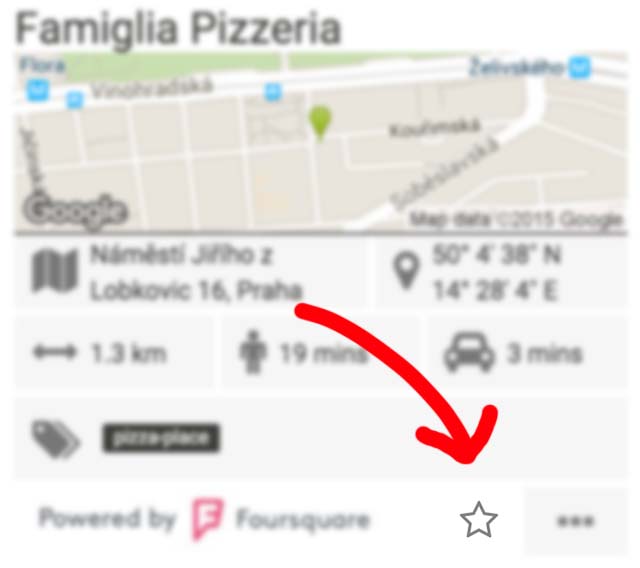 Famiglia Pizzeria
Flora
Želivského
Vinohradská
Kouřimská
Soběslavská
Jičínská
Google
Map data ©2015 Google
Náměstí Jiřího z
Lobkovic 16, Praha
50° 4' 38" N
14° 28' 4" E
1.3 km
19 mins
3 mins
pizza-place
Powered by Foursquare